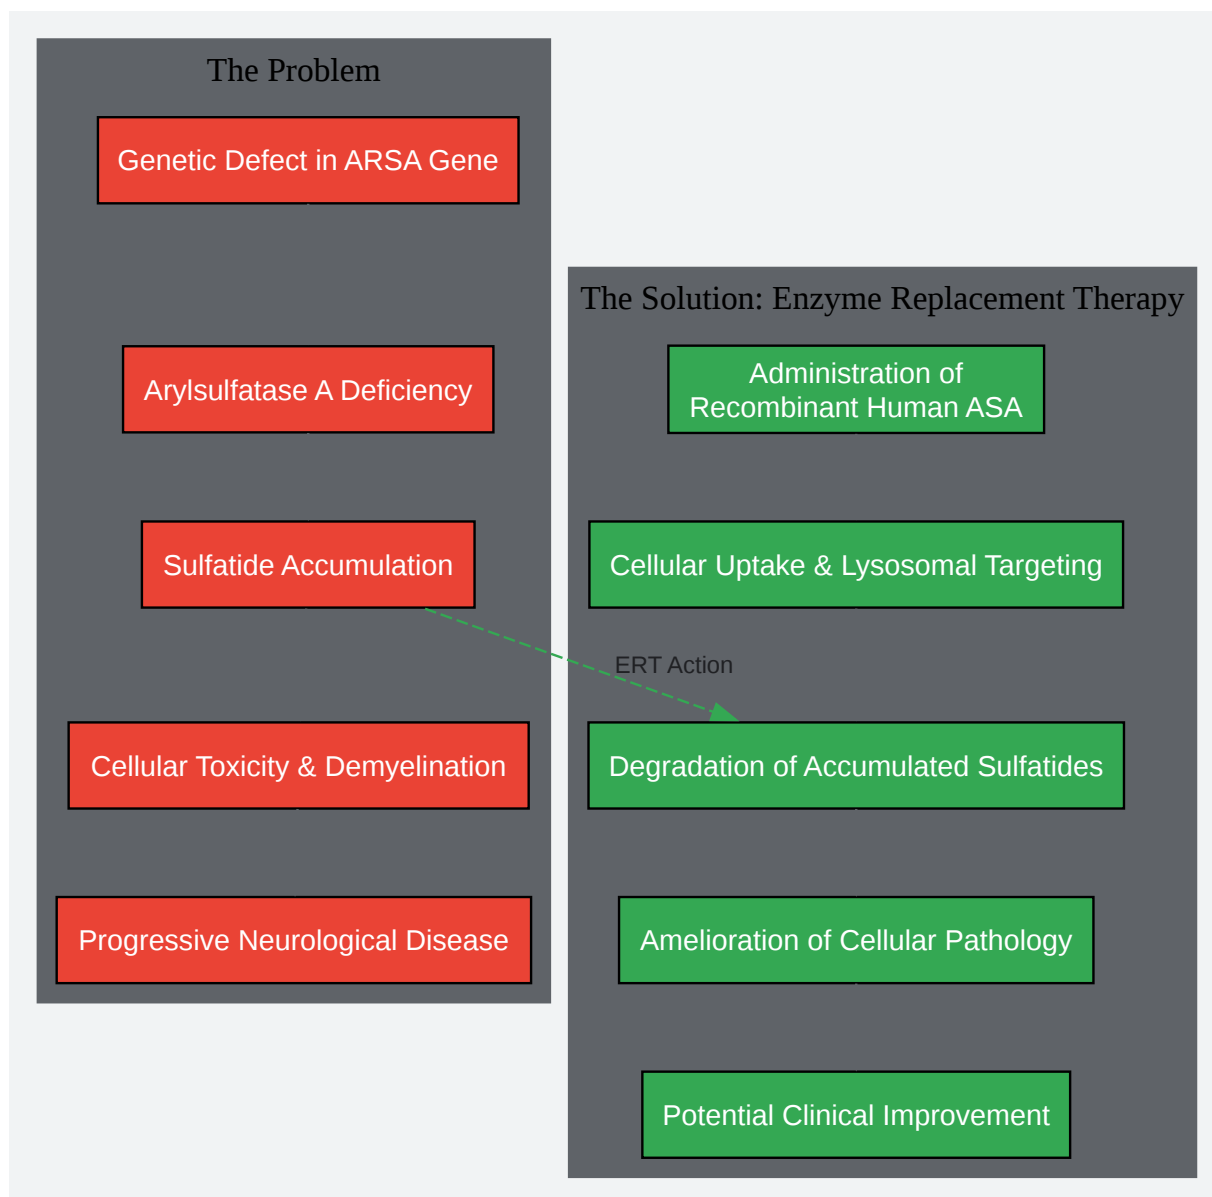 The Problem
Genetic Defect in ARSA Gene
Arylsulfatase A Deficiency
Sulfatide Accumulation
Cellular Toxicity & Demyelination
Progressive Neurological Disease
The Solution: Enzyme Replacement Therapy
Administration of
Recombinant Human ASA
Cellular Uptake & Lysosomal Targeting
ERT Action
Degradation of Accumulated Sulfatides
Amelioration of Cellular Pathology
Potential Clinical Improvement